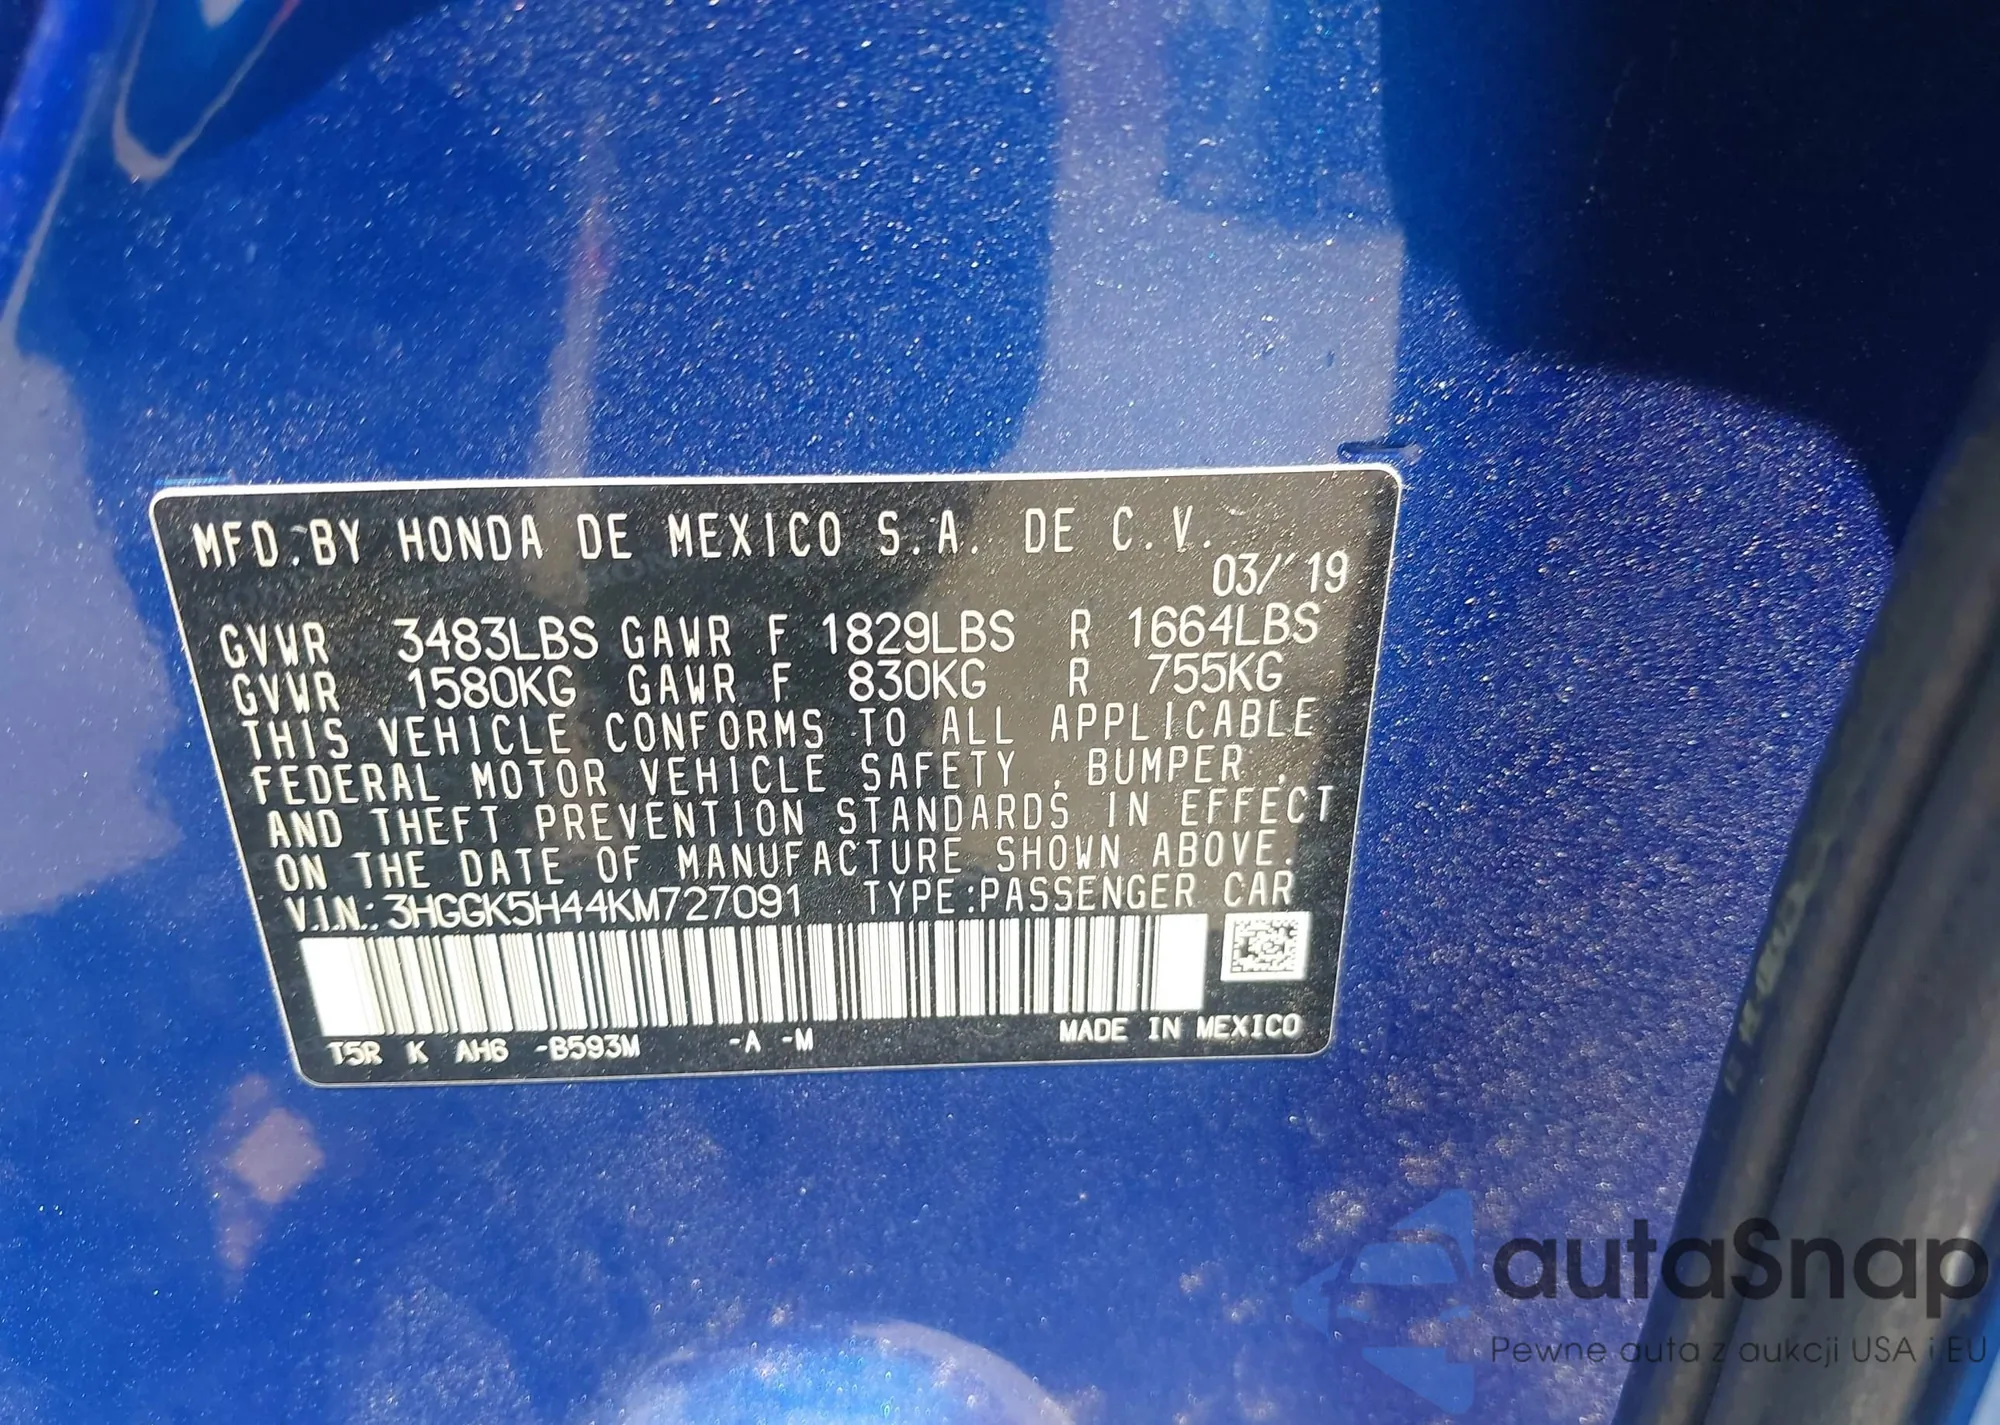 MFD. BY HONDA DE MEXICO S.A. DE C.V.
03/'19
GVWR 3483LBS GAWR F 1829LBS R 1664LBS
GVWR 1580KG GAWR F 830KG R 755KG
THIS VEHICLE CONFORMS TO ALL APPLICABLE
FEDERAL MOTOR VEHICLE SAFETY , BUMPER ,
AND THEFT PREVENTION STANDARDS IN EFFECT
ON THE DATE OF MANUFACTURE SHOWN ABOVE.
V.I.N.: 3HGGK5H44KM727091 TYPE:PASSENGER CAR
T5R K AH6 -B593M -A -M MADE IN MEXICO
autaSnap
Pewne auta z aukcji USA i EU